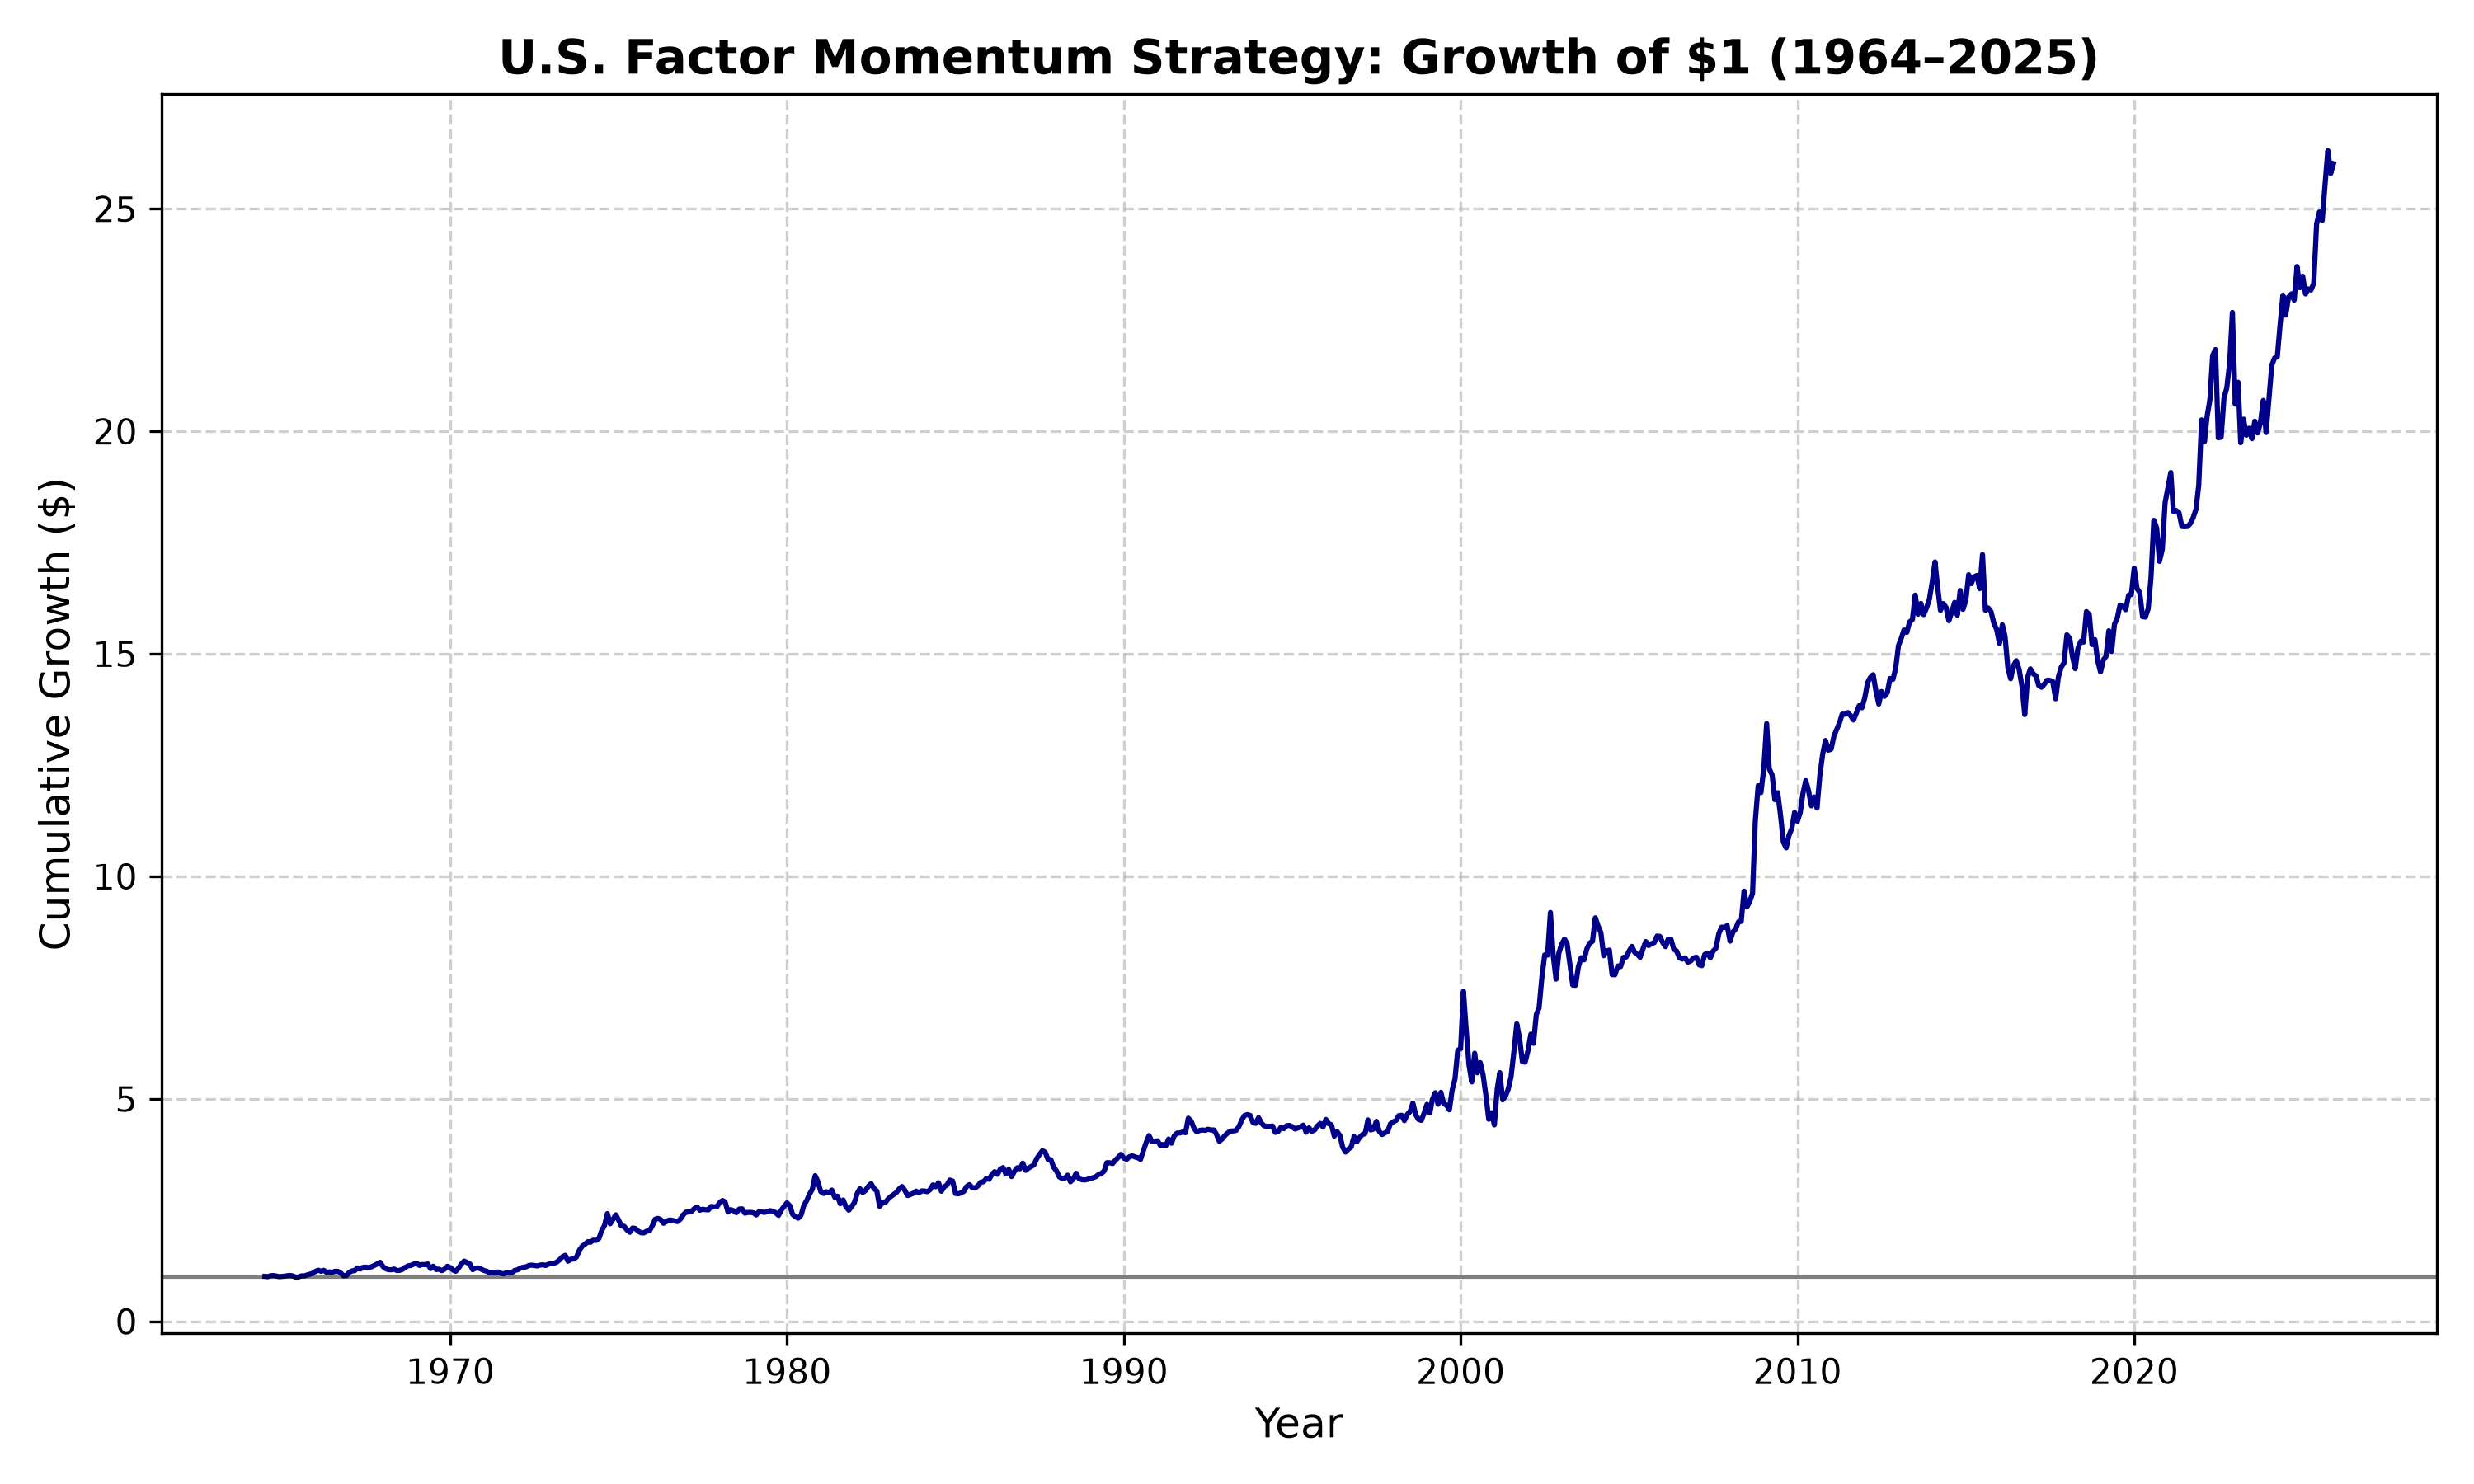 U.S. Factor Momentum Strategy: Growth of $1 (1964–2025)
Cumulative Growth ($)
25
20
15
10
5
0
1970 1980 1990 2000 2010 2020
Year